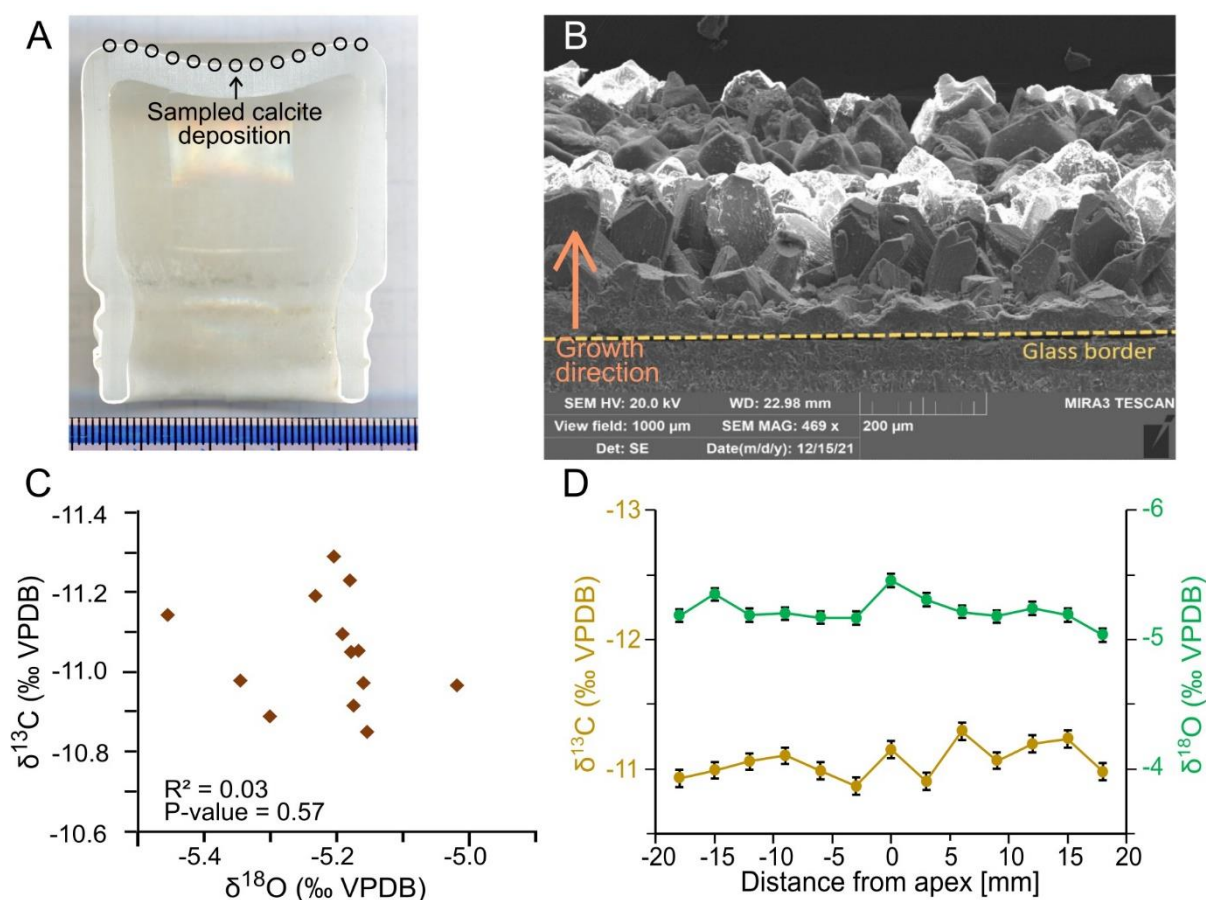 A
Sampled calcite
deposition
B
Growth
direction
Glass border
SEM HV: 20.0 kV WD: 22.98 mm MIRA3 TESCAN
View field: 1000 µm SEM MAG: 469 x 200 µm
Det: SE Date(m/d/y): 12/15/21
C
-11.4
-11.2
-11.0
-10.8
-10.6
δ13C (‰ VPDB)
R² = 0.03
P-value = 0.57
-5.4 -5.2 -5.0
δ18O (‰ VPDB)
D
-13
-12
-11
δ13C (‰ VPDB)
-6
-5
-4
δ18O (‰ VPDB)
-20 -15 -10 -5 0 5 10 15 20
Distance from apex [mm]